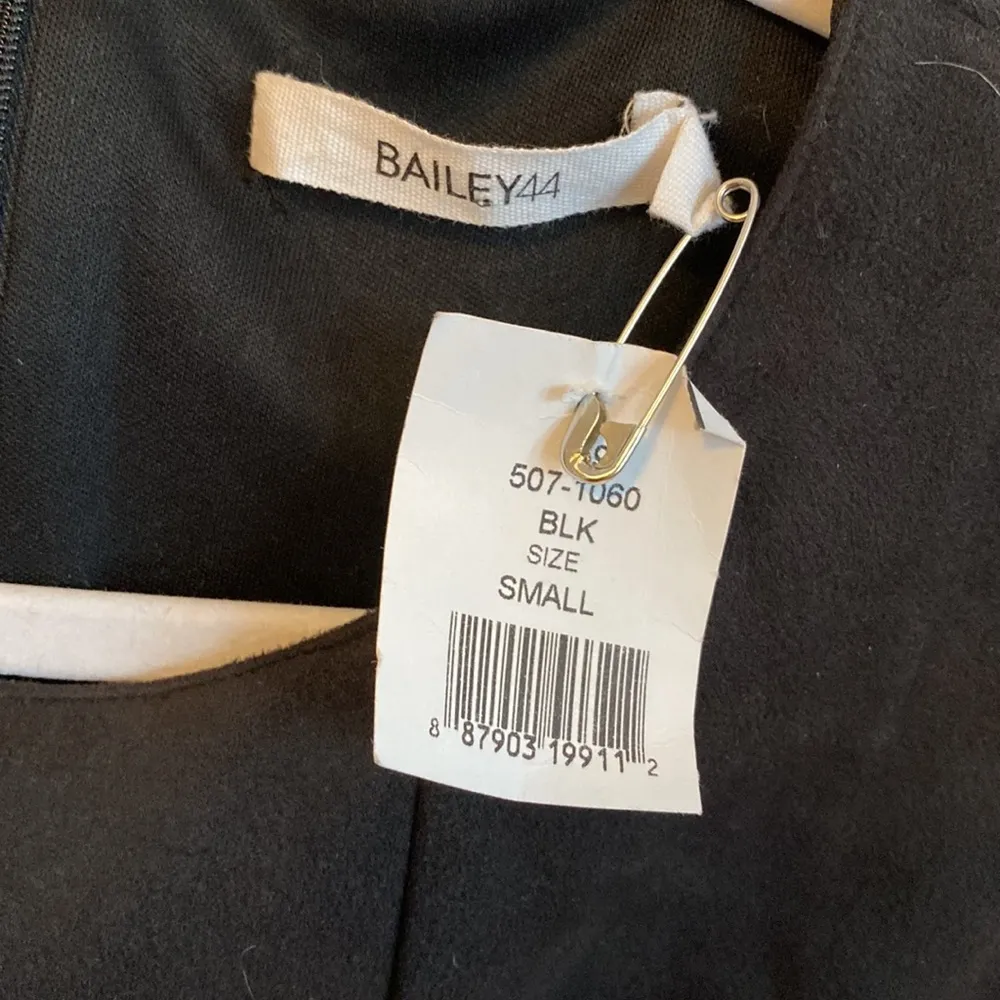 BAILEY44
507-1060
BLK
SIZE
SMALL
8 87903 19911 2